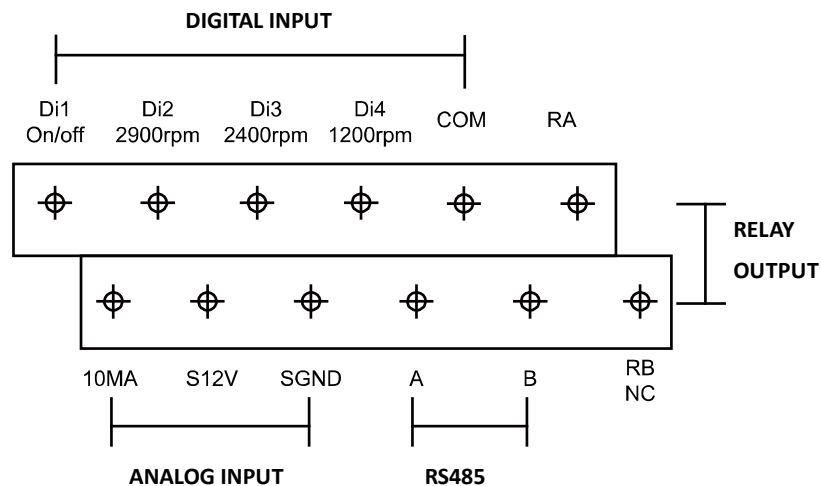 DIGITAL INPUT
Di1 Di2 Di3 Di4 COM RA
On/off 2900rpm 2400rpm 1200rpm
RELAY
OUTPUT
10MA S12V SGND A B RB
NC
ANALOG INPUT RS485